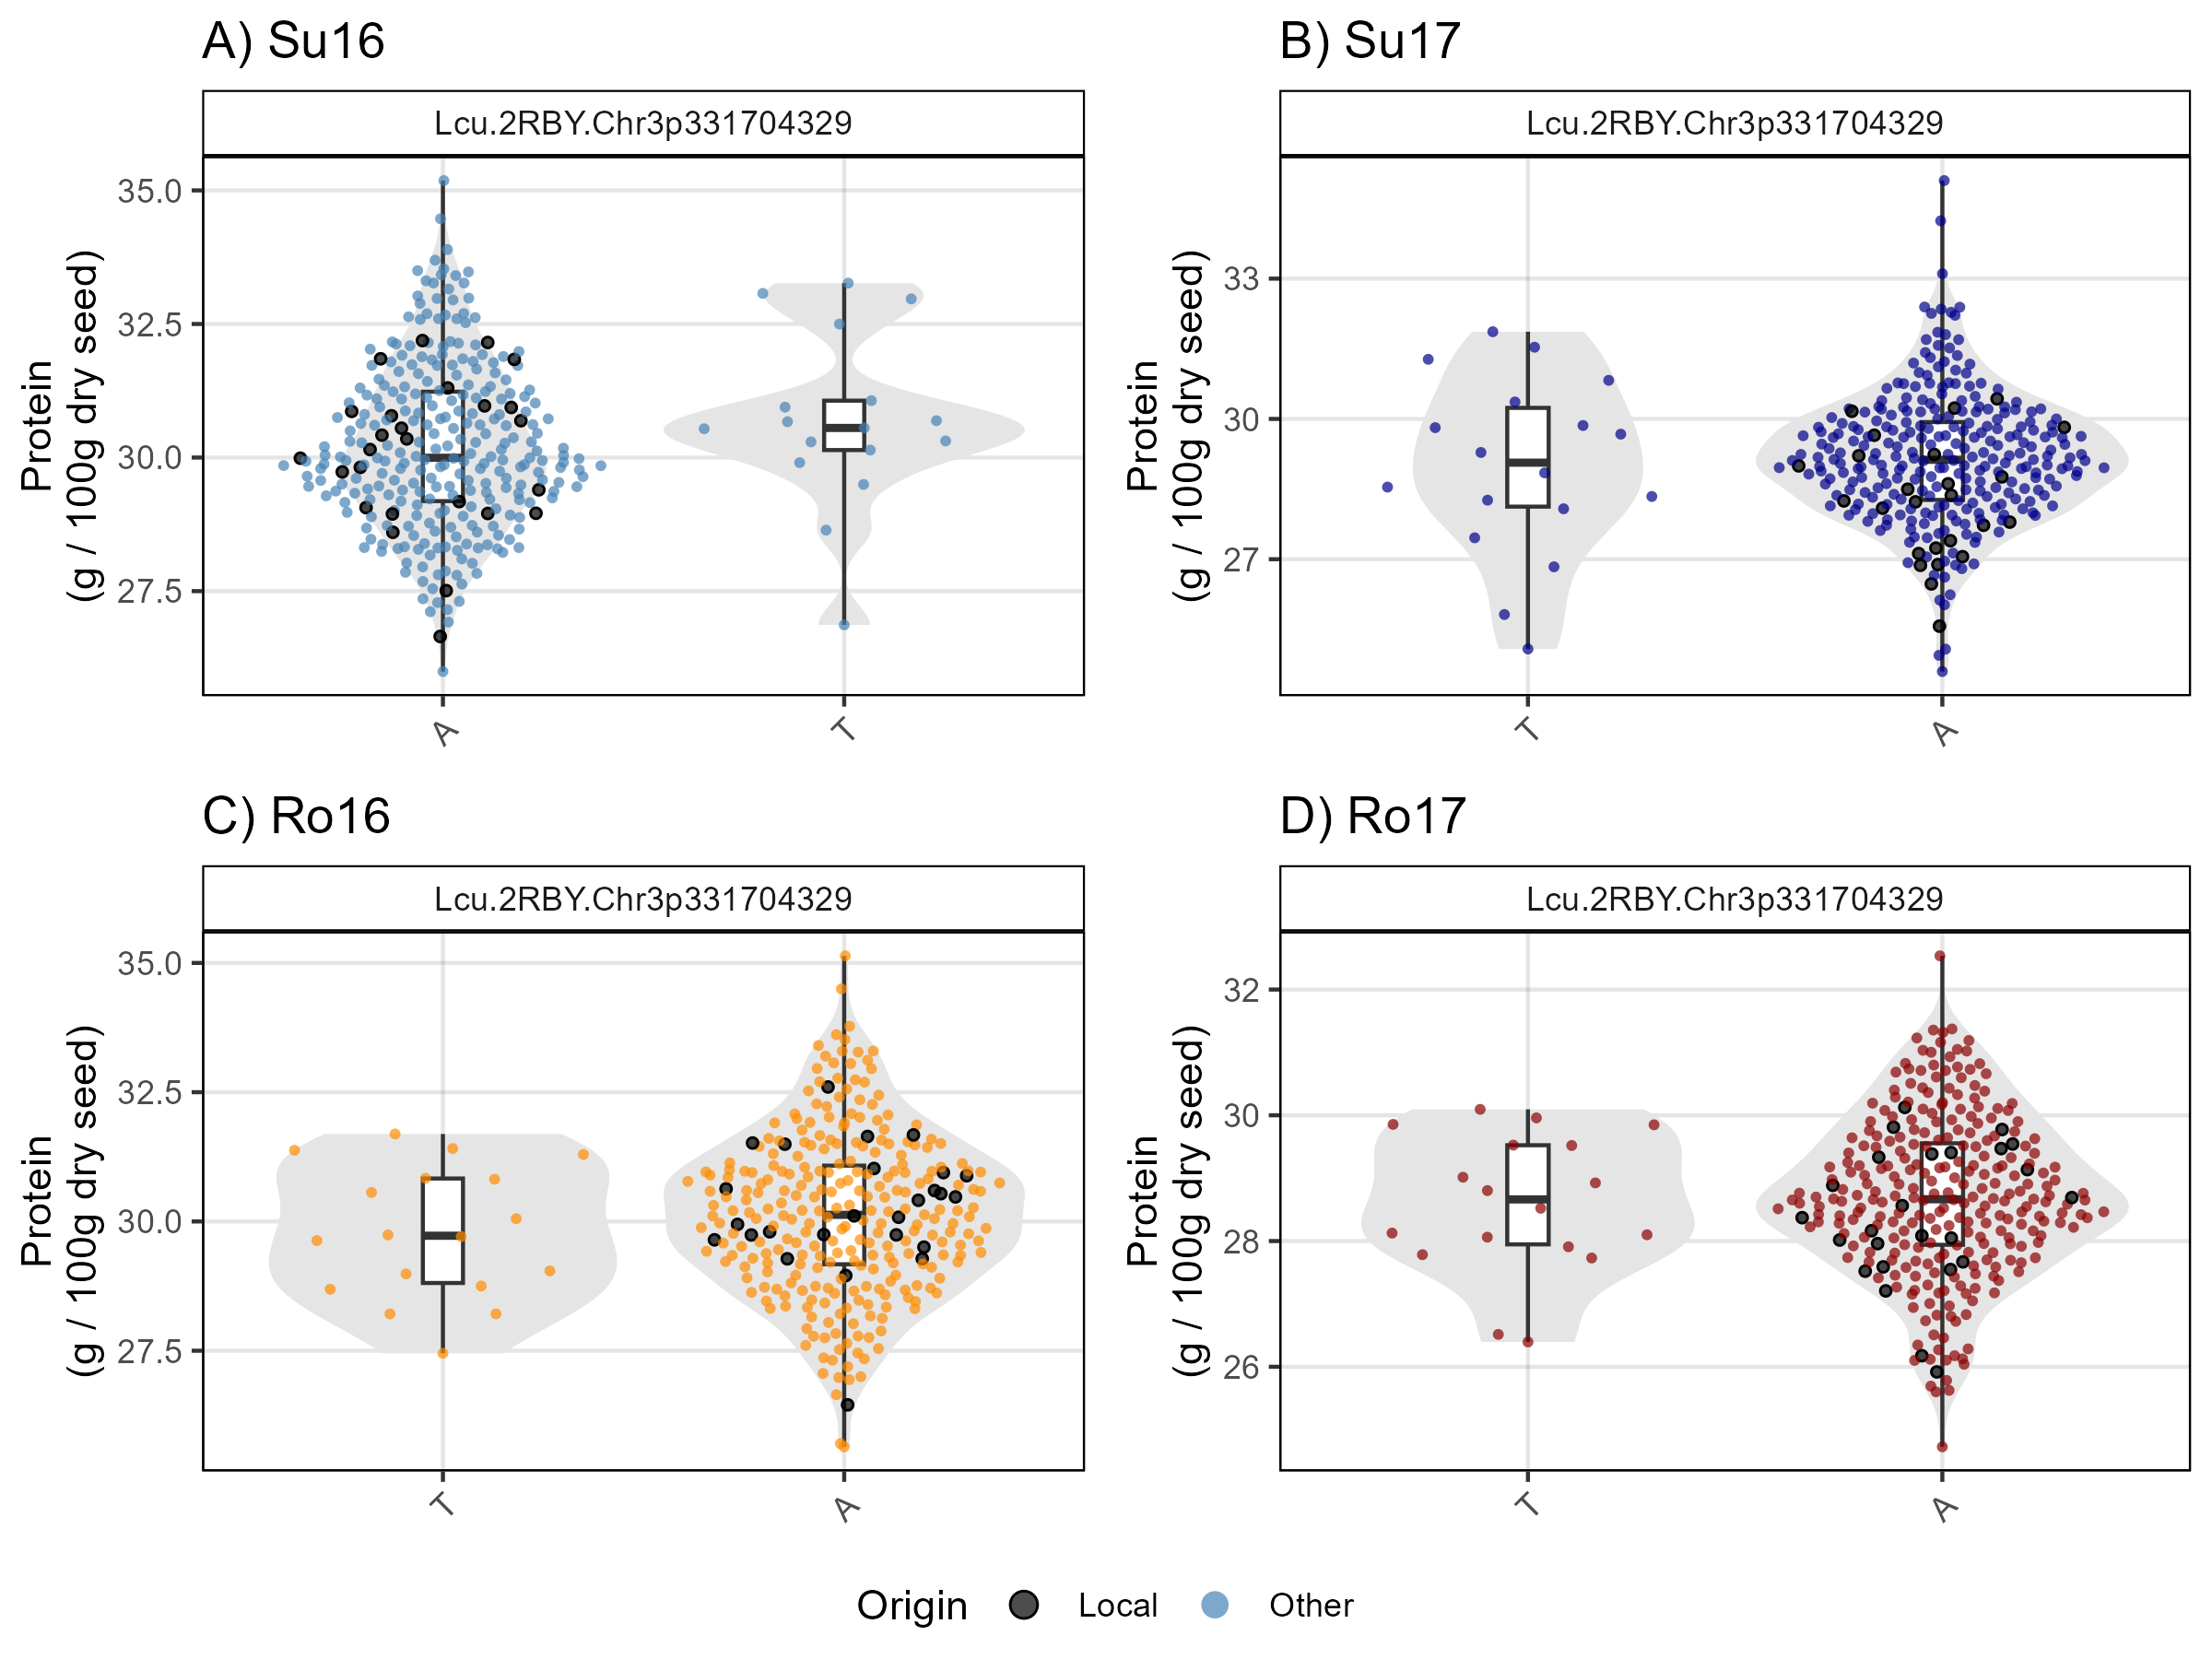 A) Su16
Lcu.2RBY.Chr3p331704329
Protein
(g / 100g dry seed)
35.0
32.5
30.0
27.5
A
T
B) Su17
Lcu.2RBY.Chr3p331704329
Protein
(g / 100g dry seed)
33
30
27
T
A
C) Ro16
Lcu.2RBY.Chr3p331704329
Protein
(g / 100g dry seed)
35.0
32.5
30.0
27.5
T
A
D) Ro17
Lcu.2RBY.Chr3p331704329
Protein
(g / 100g dry seed)
32
30
28
26
T
A
Origin Local Other